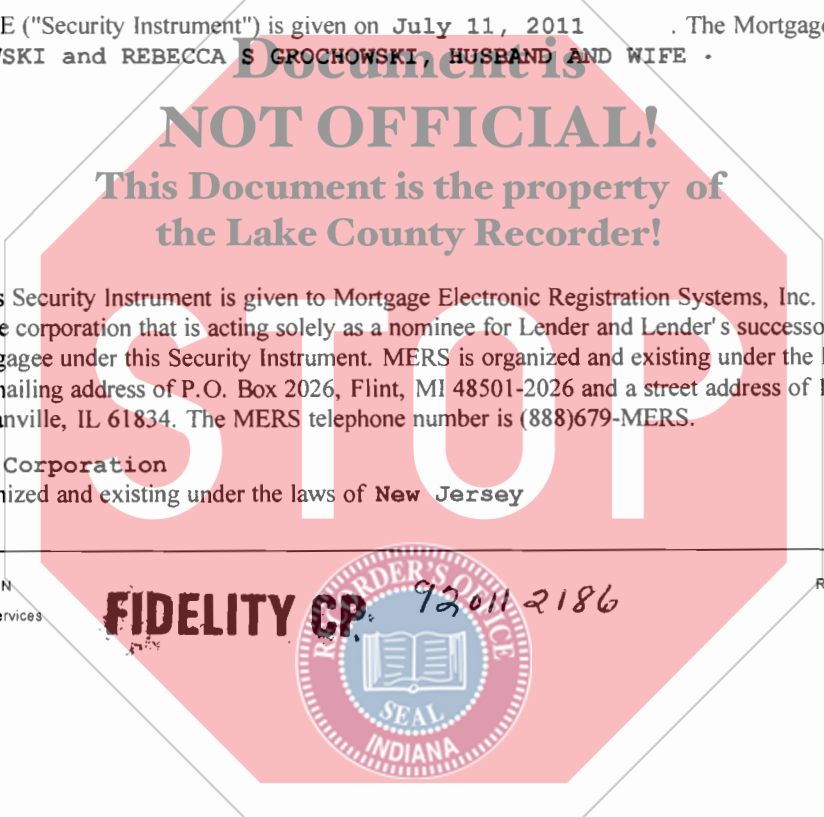 E ("Security Instrument") is given on July 11, 2011 . The Mortgag
SKI and REBECCA S GROCHOWSKI, HUSBAND AND WIFE .
Document is
NOT OFFICIAL!
This Document is the property of
the Lake County Recorder!
s Security Instrument is given to Mortgage Electronic Registration Systems, Inc.
e corporation that is acting solely as a nominee for Lender and Lender's successo
gagee under this Security Instrument. MERS is organized and existing under the
nailing address of P.O. Box 2026, Flint, MI 48501-2026 and a street address of
nville, IL 61834. The MERS telephone number is (888)679-MERS.
STOP
Corporation
nized and existing under the laws of New Jersey
N
R
ervices
FIDELITY CP.
920112186
RECORDER'S OFFICE
SEAL
INDIANA